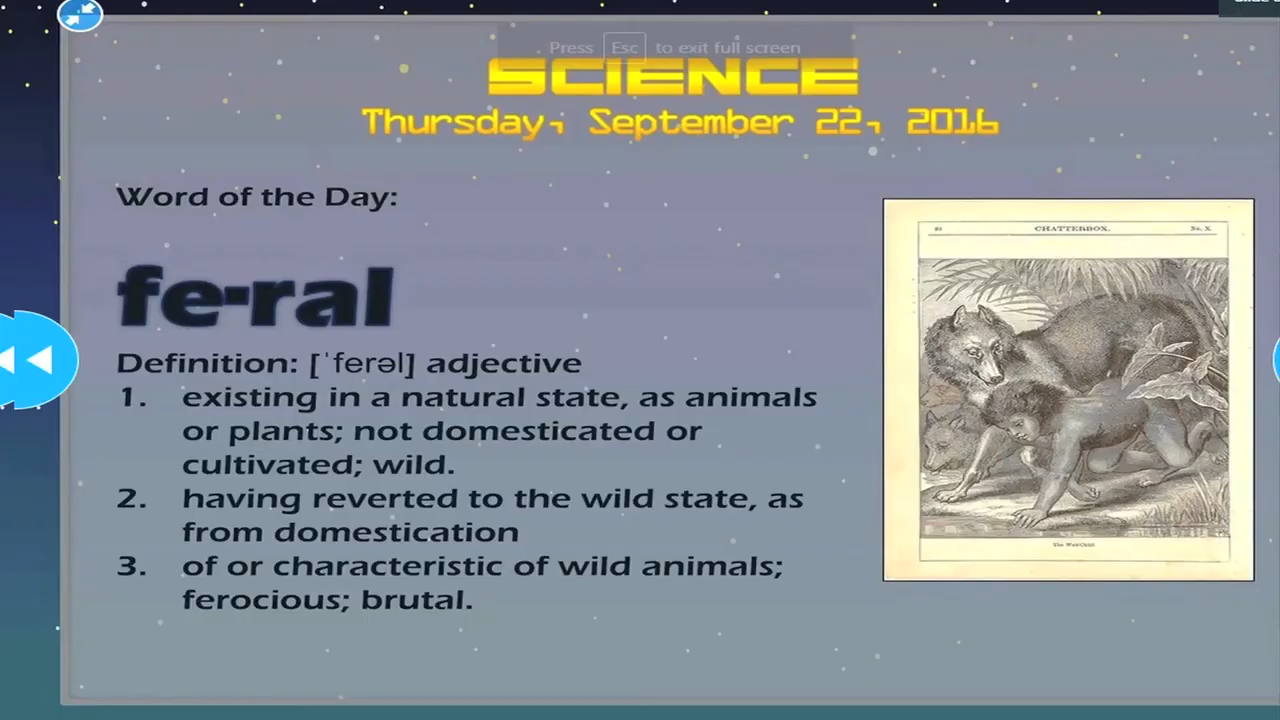 Press Esc to exit full screen
SCIENCE
Thursday, September 22, 2016
Word of the Day:
fe·ral
Definition: [ˈferəl] adjective
1. existing in a natural state, as animals
or plants; not domesticated or
cultivated; wild.
2. having reverted to the wild state, as
from domestication
3. of or characteristic of wild animals;
ferocious; brutal.
CHATTERBOX.
No. X.